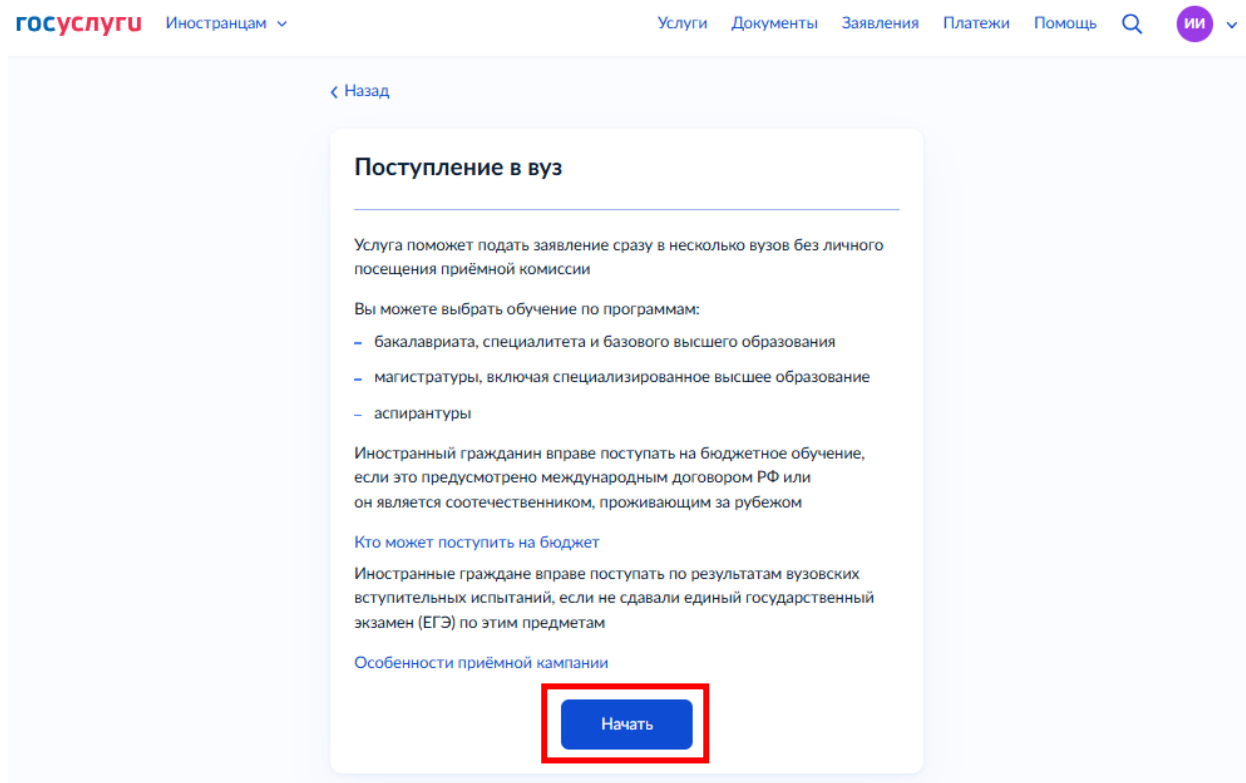 госуслуги Иностранцам Услуги Документы Заявления Платежи Помощь ИИ
Назад
Поступление в вуз
Услуга поможет подать заявление сразу в несколько вузов без личного
посещения приёмной комиссии
Вы можете выбрать обучение по программам:
– бакалавриата, специалитета и базового высшего образования
– магистратуры, включая специализированное высшее образование
– аспирантуры
Иностранный гражданин вправе поступать на бюджетное обучение,
если это предусмотрено международным договором РФ или
он является соотечественником, проживающим за рубежом
Кто может поступить на бюджет
Иностранные граждане вправе поступать по результатам вузовских
вступительных испытаний, если не сдавали единый государственный
экзамен (ЕГЭ) по этим предметам
Особенности приёмной кампании
Начать